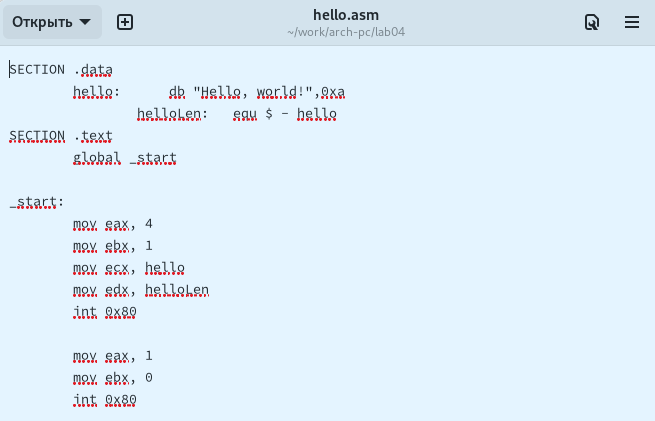 Открыть
hello.asm
~/work/arch-pc/lab04
SECTION .data
hello: db "Hello, world!",0xa
helloLen: equ $ - hello
SECTION .text
global _start
_start:
mov eax, 4
mov ebx, 1
mov ecx, hello
mov edx, helloLen
int 0x80
mov eax, 1
mov ebx, 0
int 0x80